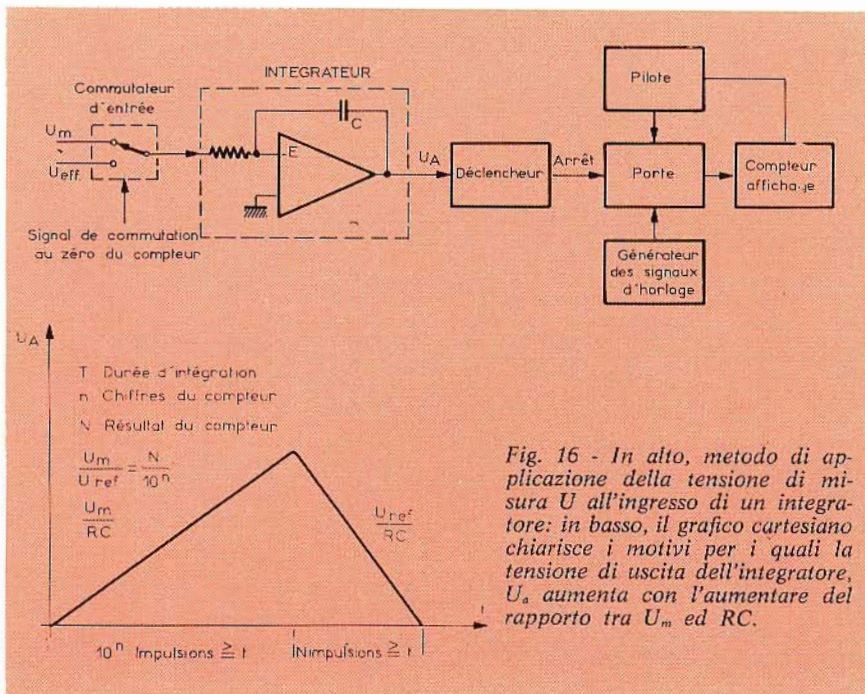 INTEGRATEUR
Commutateur
d'entrée
Um
Ueff.
Signal de commutation
au zéro du compteur
E
C
UA
Déclencheur
Arrêt
Pilote
Porte
Compteur
affichage
Générateur
des signaux
d'horloge
UA
T Durée d'intégration
n Chiffres du compteur
N Résultat du compteur
Um / U ref = N / 10ⁿ
Um / RC
U ref / RC
t
10ⁿ Impulsions ≧ t
N impulsions ≧ t
Fig. 16 - In alto, metodo di ap-
plicazione della tensione di mi-
sura U all'ingresso di un integra-
tore: in basso, il grafico cartesiano
chiarisce i motivi per i quali la
tensione di uscita dell'integratore,
Uₐ aumenta con l'aumentare del
rapporto tra Uₘ ed RC.